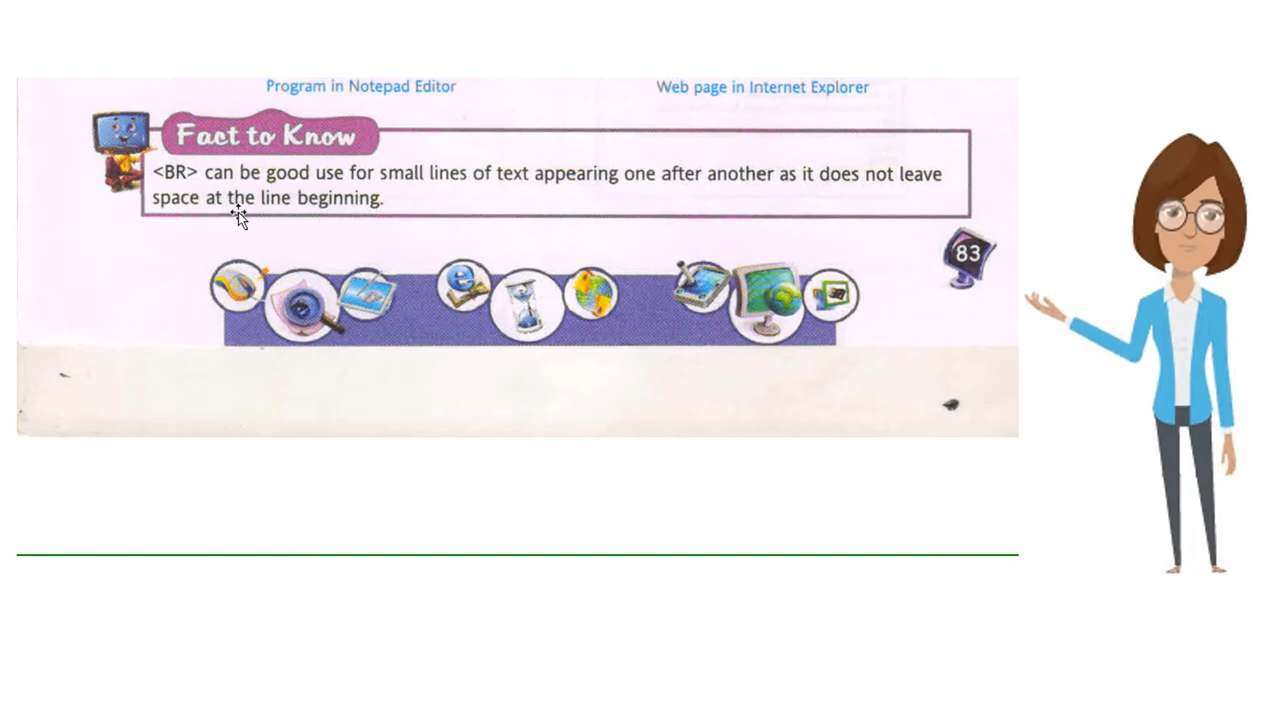 Program in Notepad Editor
Web page in Internet Explorer
Fact to Know
<BR> can be good use for small lines of text appearing one after another as it does not leave
space at the line beginning.
83